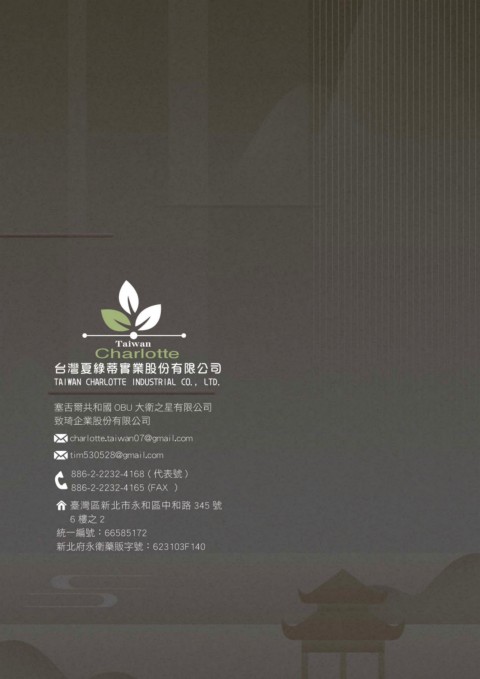 Taiwan
Charlotte
台灣夏綠蒂實業股份有限公司
TAIWAN CHARLOTTE INDUSTRIAL CO., LTD.
塞舌爾共和國 OBU 大衛之星有限公司
致琦企業股份有限公司
charlotte.taiwan07@gmail.com
tim530528@gmail.com
886-2-2232-4168 ( 代表號 )
886-2-2232-4165 (FAX )
臺灣區新北市永和區中和路 345 號
6 樓之 2
統一編號：66585172
新北府永衛藥販字號：623103F140